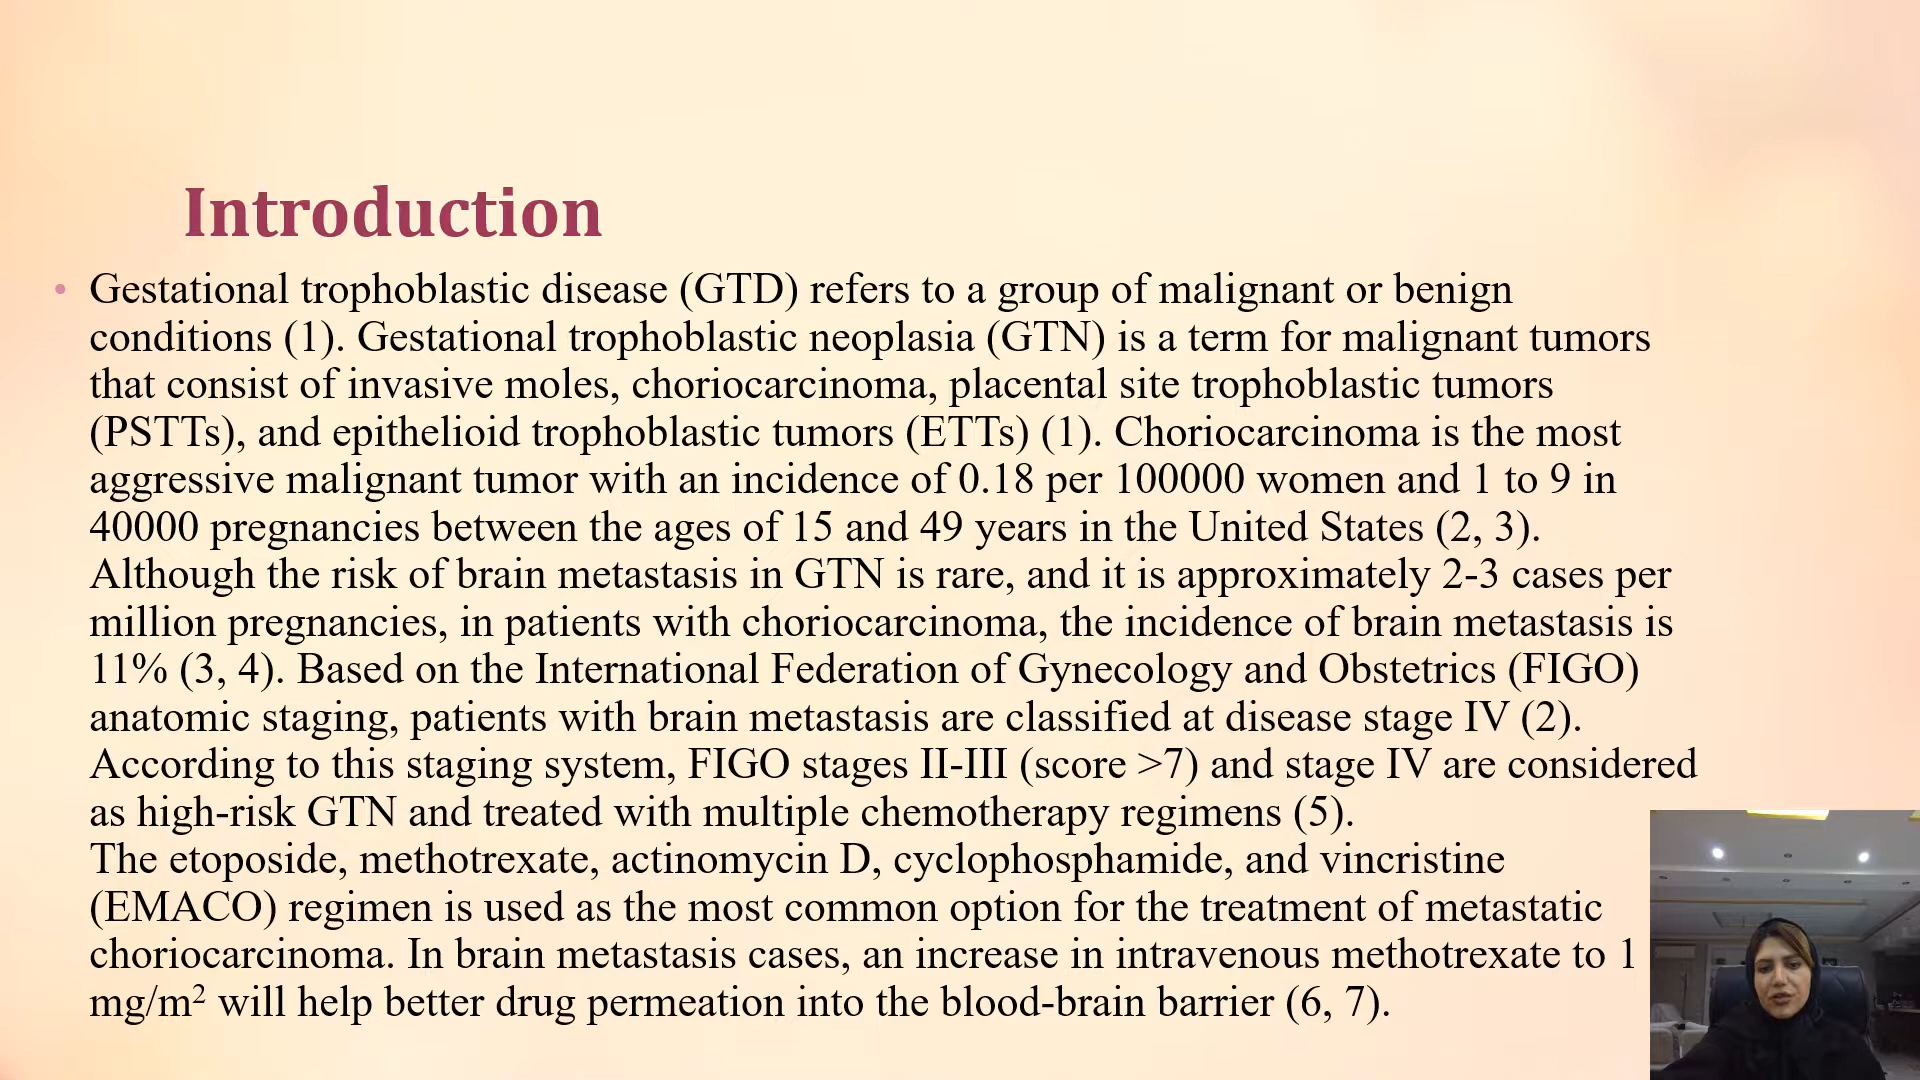 Introduction
• Gestational trophoblastic disease (GTD) refers to a group of malignant or benign
conditions (1). Gestational trophoblastic neoplasia (GTN) is a term for malignant tumors
that consist of invasive moles, choriocarcinoma, placental site trophoblastic tumors
(PSTTs), and epithelioid trophoblastic tumors (ETTs) (1). Choriocarcinoma is the most
aggressive malignant tumor with an incidence of 0.18 per 100000 women and 1 to 9 in
40000 pregnancies between the ages of 15 and 49 years in the United States (2, 3).
Although the risk of brain metastasis in GTN is rare, and it is approximately 2-3 cases per
million pregnancies, in patients with choriocarcinoma, the incidence of brain metastasis is
11% (3, 4). Based on the International Federation of Gynecology and Obstetrics (FIGO)
anatomic staging, patients with brain metastasis are classified at disease stage IV (2).
According to this staging system, FIGO stages II-III (score >7) and stage IV are considered
as high-risk GTN and treated with multiple chemotherapy regimens (5).
The etoposide, methotrexate, actinomycin D, cyclophosphamide, and vincristine
(EMACO) regimen is used as the most common option for the treatment of metastatic
choriocarcinoma. In brain metastasis cases, an increase in intravenous methotrexate to 1
mg/m² will help better drug permeation into the blood-brain barrier (6, 7).